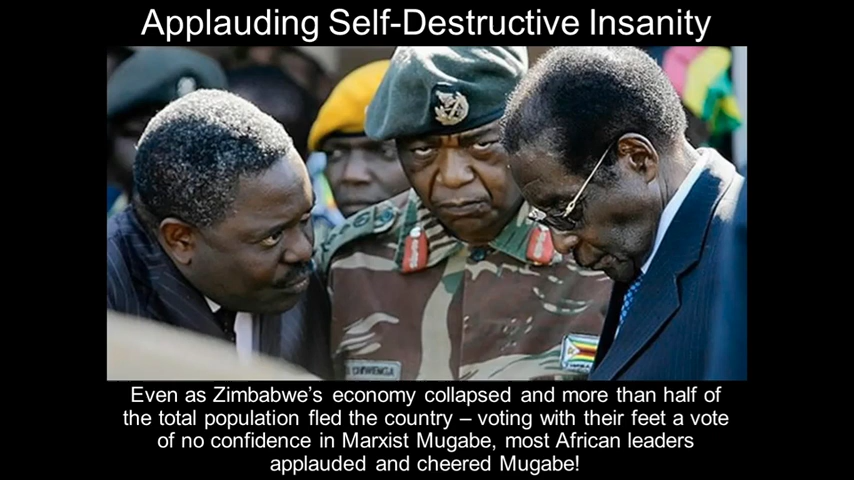 Applauding Self-Destructive Insanity
CHIWENGA
Even as Zimbabwe’s economy collapsed and more than half of
the total population fled the country – voting with their feet a vote
of no confidence in Marxist Mugabe, most African leaders
applauded and cheered Mugabe!